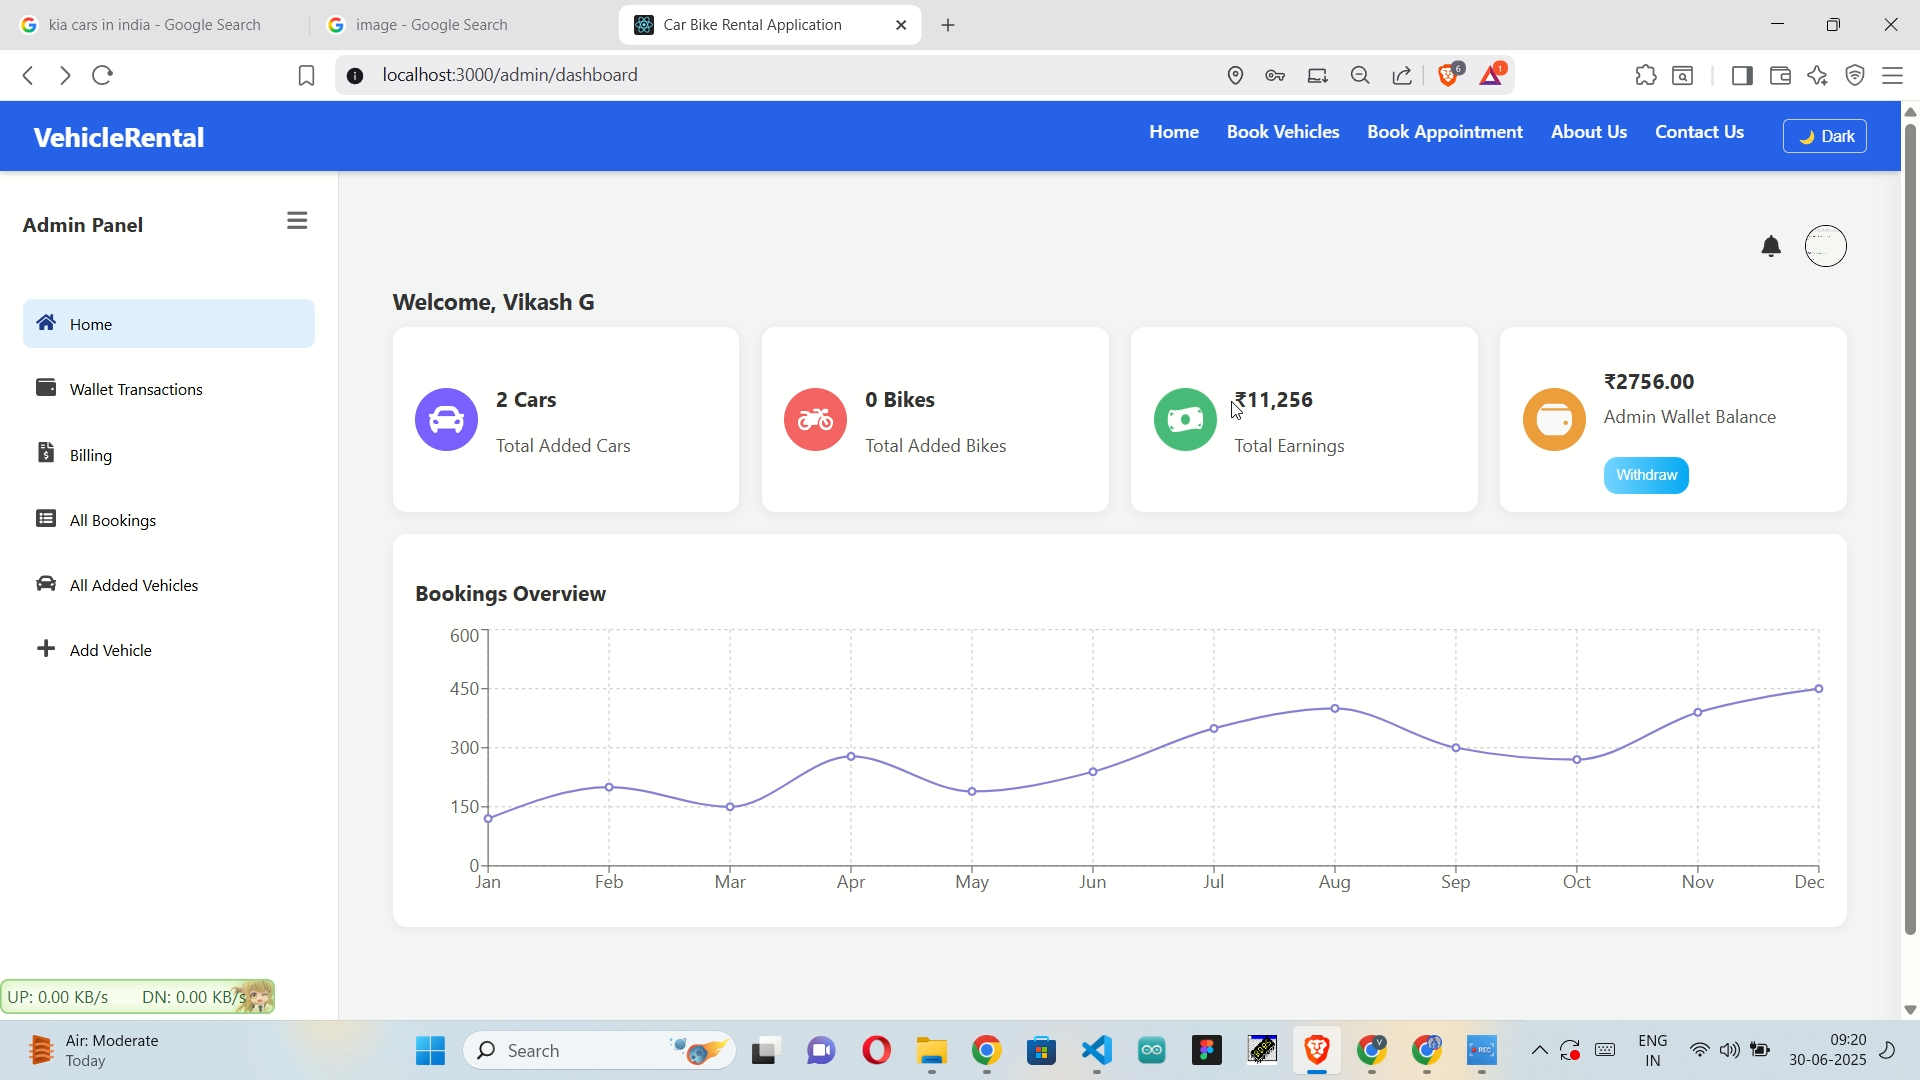 kia cars in india - Google Search
image - Google Search
Car Bike Rental Application
localhost:3000/admin/dashboard
6
1
VehicleRental
Home
Book Vehicles
Book Appointment
About Us
Contact Us
🌙 Dark
Admin Panel
Home
Wallet Transactions
Billing
All Bookings
All Added Vehicles
Add Vehicle
Welcome, Vikash G
2 Cars
Total Added Cars
0 Bikes
Total Added Bikes
₹11,256
Total Earnings
₹2756.00
Admin Wallet Balance
Withdraw
Bookings Overview
600
450
300
150
0
Jan Feb Mar Apr May Jun Jul Aug Sep Oct Nov Dec
UP: 0.00 KB/s DN: 0.00 KB/s
Air: Moderate
Today
Search
V
REC
ENG
IN
09:20
30-06-2025